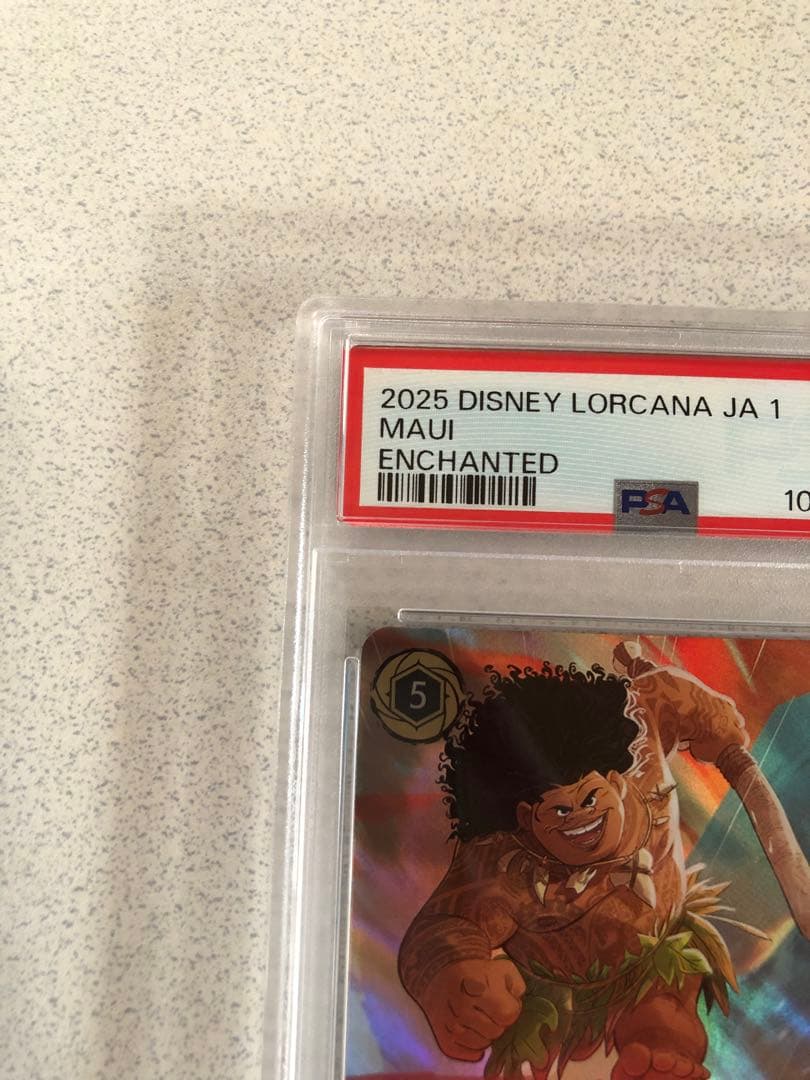 2025 DISNEY LORCANA JA 1
MAUI
ENCHANTED
PSA
10
5